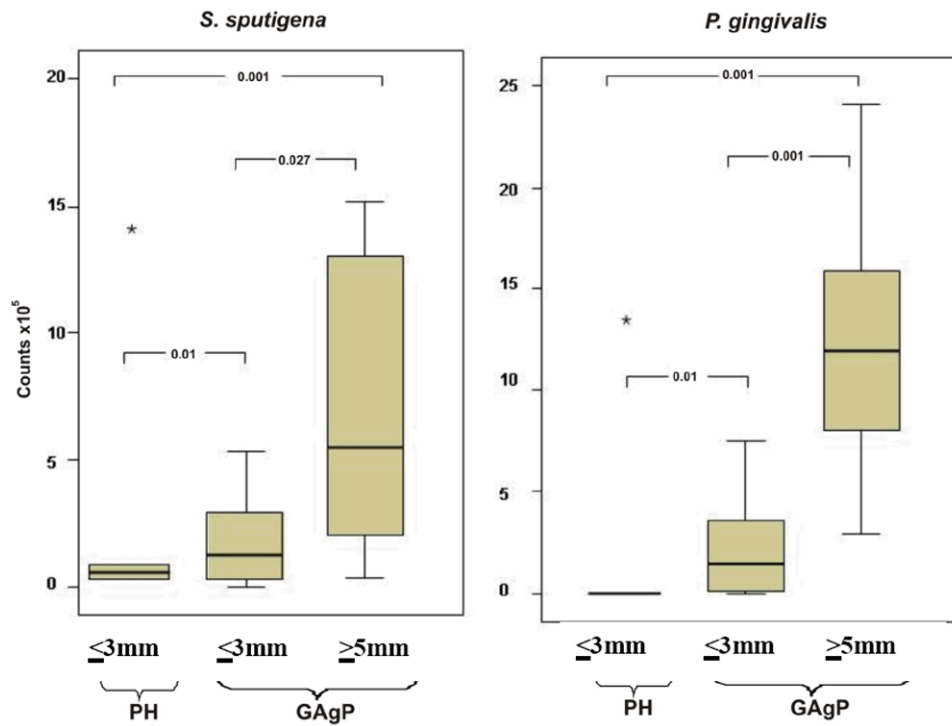 S. sputigena
P. gingivalis
20
15
10
5
0
Counts x10⁵
0.001
0.027
*
0.01
25
20
15
10
5
0
0.001
0.001
*
0.01
≤3mm ≤3mm ≥5mm
PH GAgP
≤3mm ≤3mm ≥5mm
PH GAgP